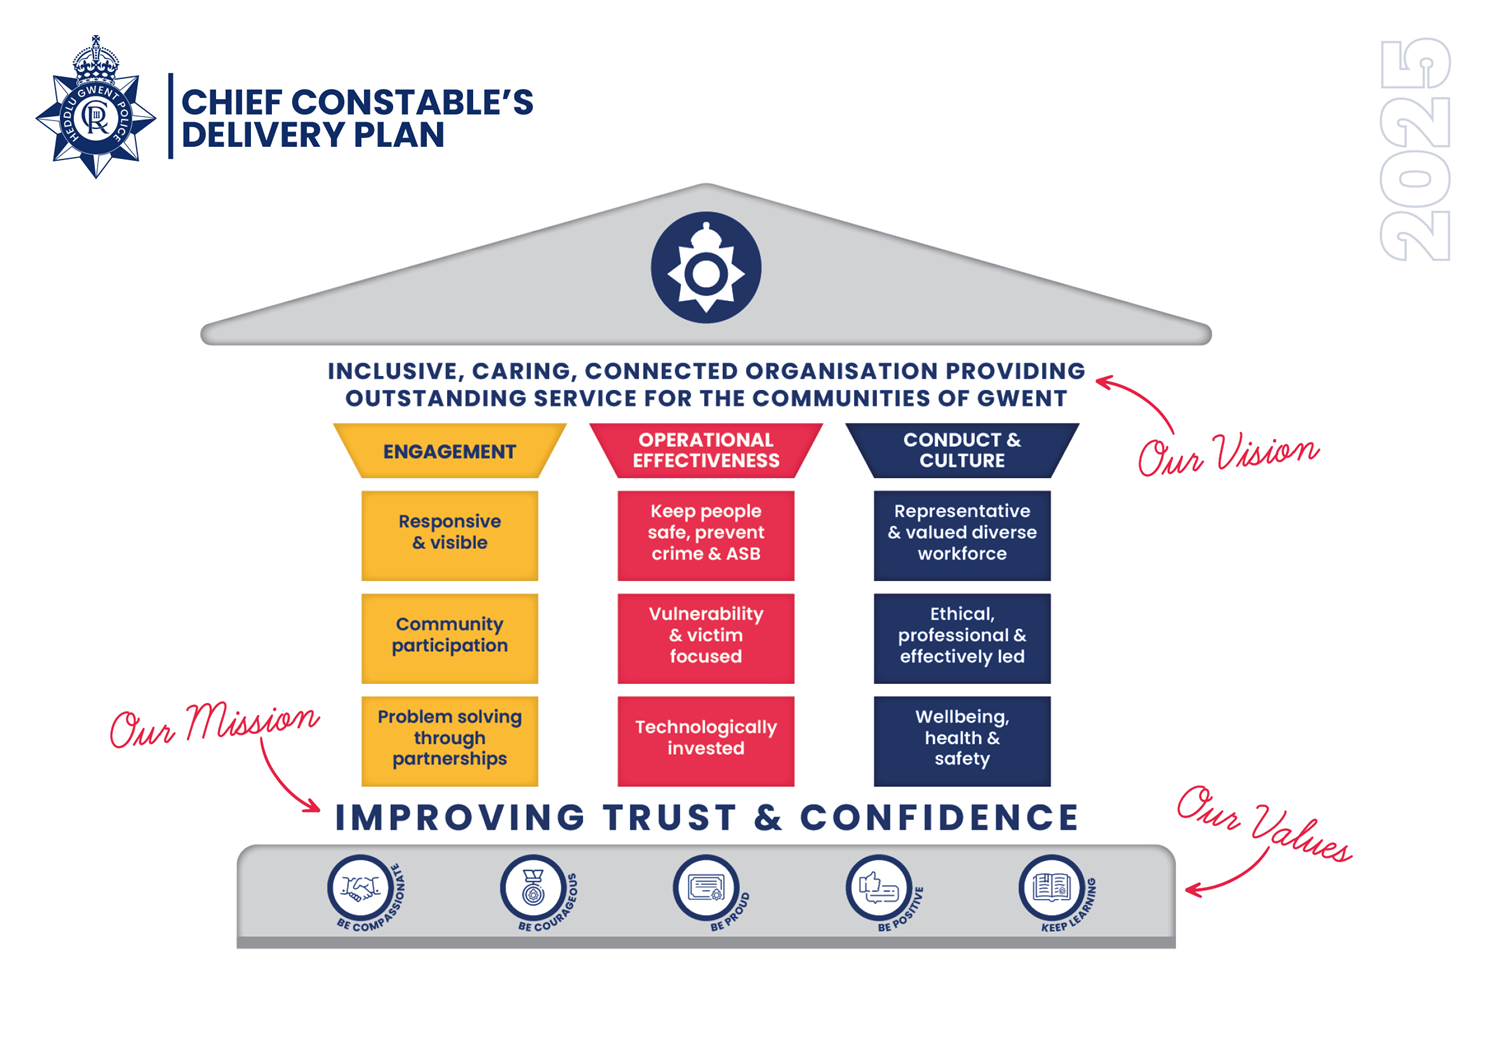 HEDDLU GWENT POLICE
CHIEF CONSTABLE'S
DELIVERY PLAN
2025
INCLUSIVE, CARING, CONNECTED ORGANISATION PROVIDING
OUTSTANDING SERVICE FOR THE COMMUNITIES OF GWENT
Our Vision
ENGAGEMENT
Responsive
& visible
Community
participation
Problem solving
through
partnerships
OPERATIONAL
EFFECTIVENESS
Keep people
safe, prevent
crime & ASB
Vulnerability
& victim
focused
Technologically
invested
CONDUCT &
CULTURE
Representative
& valued diverse
workforce
Ethical,
professional &
effectively led
Wellbeing,
health &
safety
Our Mission
IMPROVING TRUST & CONFIDENCE
Our Values
BE COMPASSIONATE
BE COURAGEOUS
BE PROUD
BE POSITIVE
KEEP LEARNING